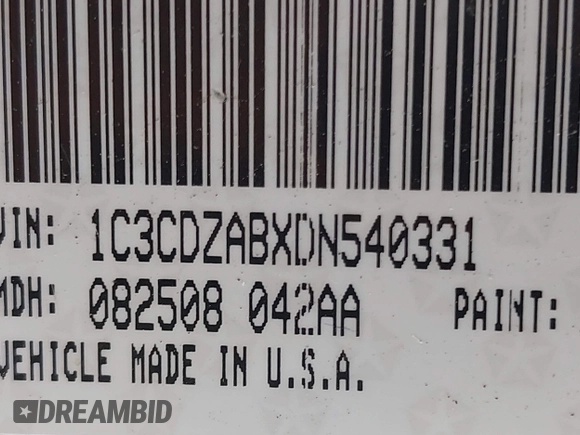 VIN: 1C3CDZABXDN540331
MDH: 082508 042AA PAINT:
VEHICLE MADE IN U.S.A.
DREAMBID